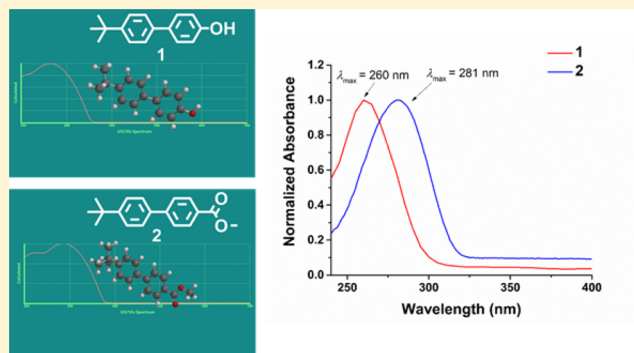 OH
1
Calculated
UV/Vis Spectrum
O
O−
2
Calculated
UV/Vis Spectrum
1
2
λmax = 260 nm
λmax = 281 nm
1.2
1.0
0.8
0.6
0.4
0.2
0.0
Normalized Absorbance
250 300 350 400
Wavelength (nm)